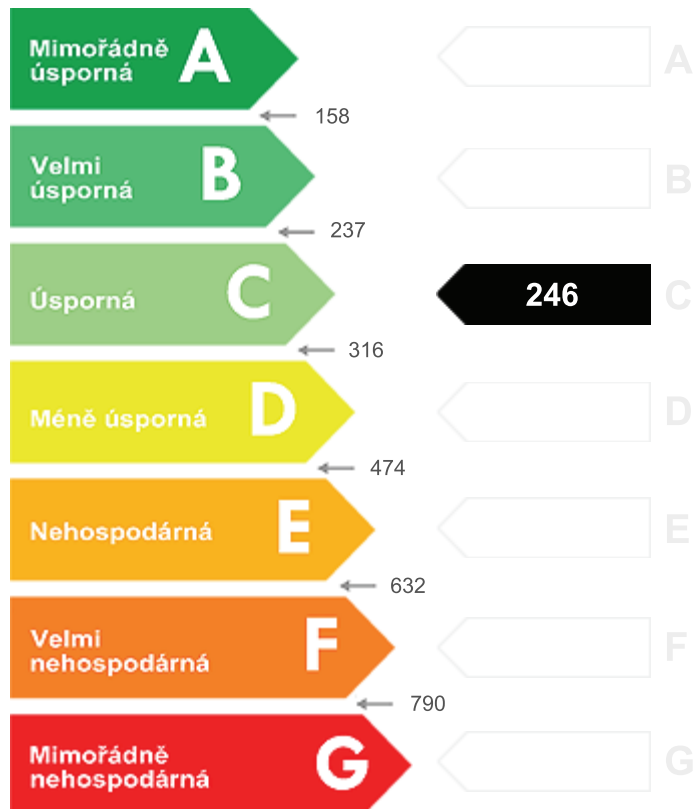 Mimořádně
úsporná
A
A
158
Velmi
úsporná
B
B
237
Úsporná
C
246
C
316
Méně úsporná
D
D
474
Nehospodárná
E
E
632
Velmi
nehospodárná
F
F
790
Mimořádně
nehospodárná
G
G